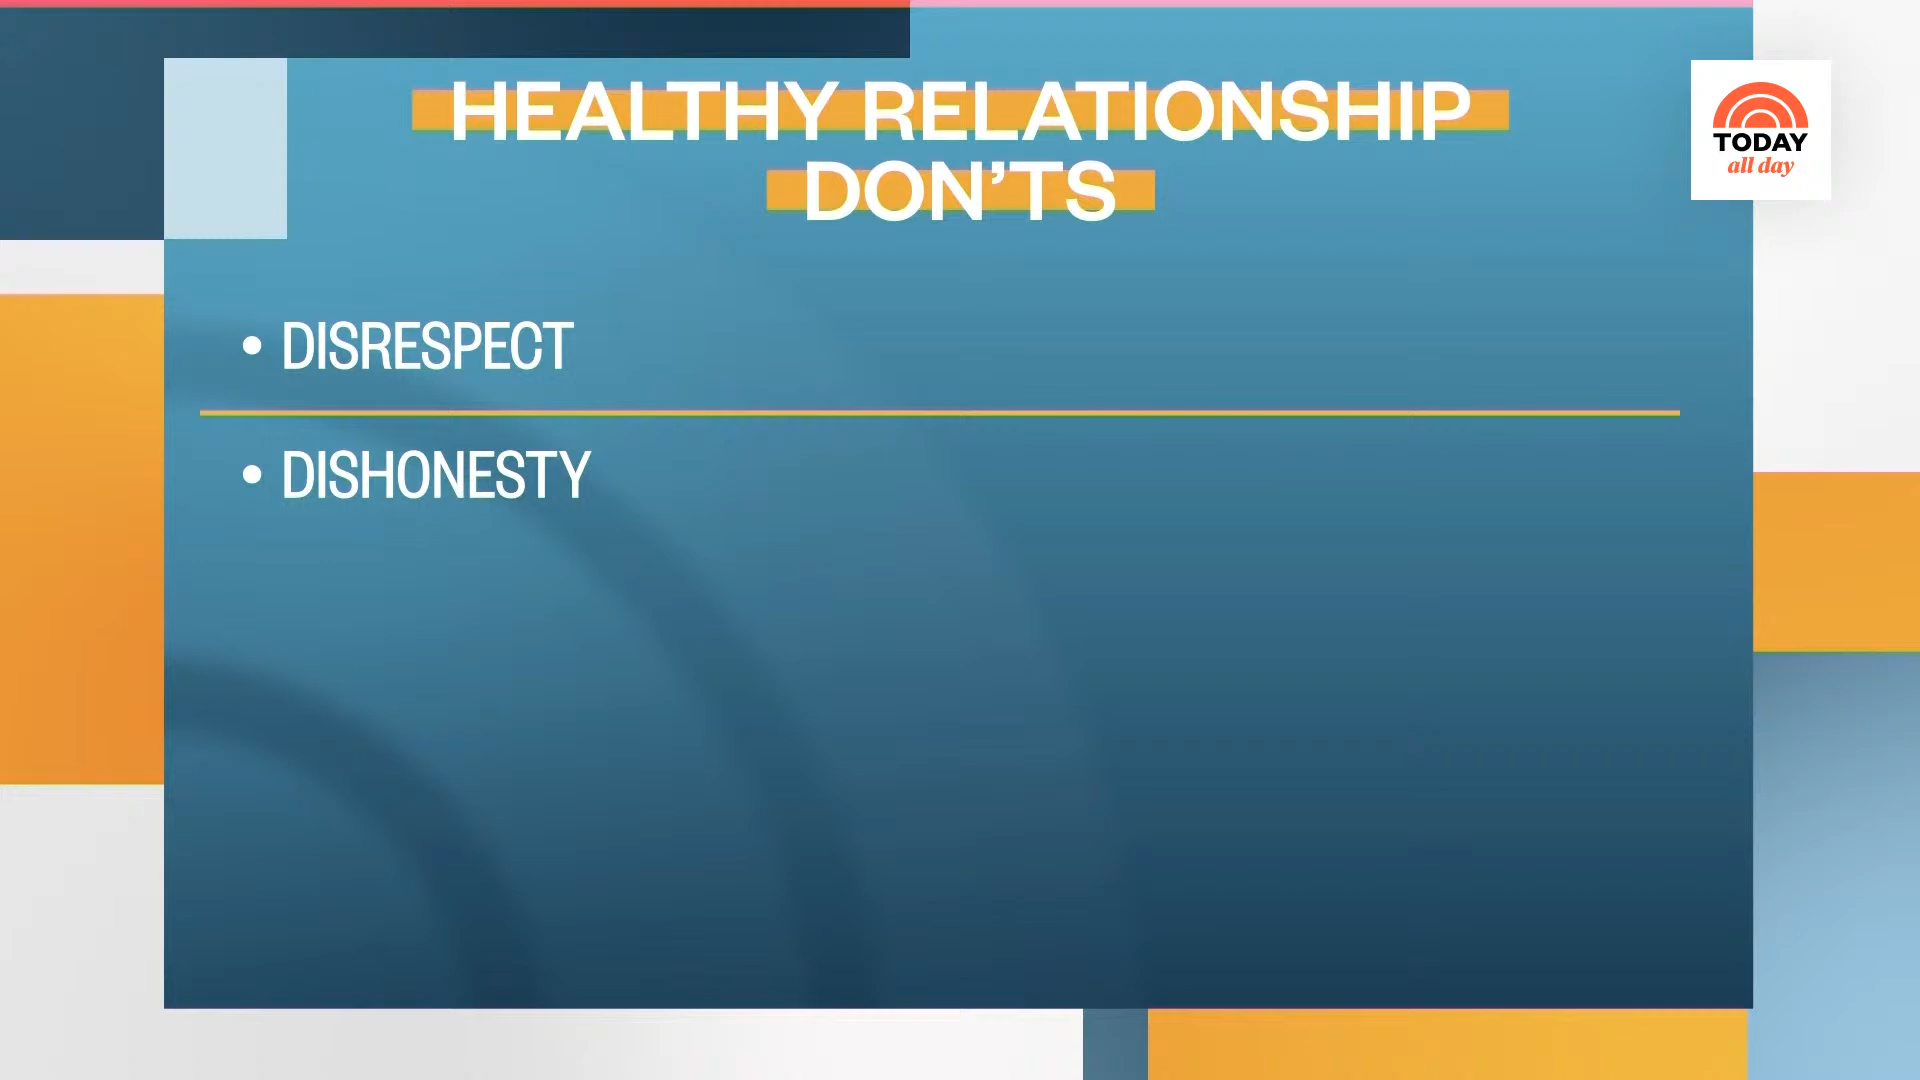 HEALTHY RELATIONSHIP
DON’TS
TODAY
all day
• DISRESPECT
• DISHONESTY